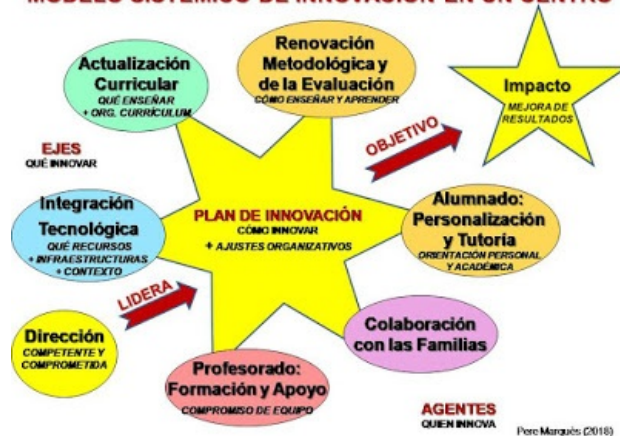 MODELO SISTÉMICO DE INNOVACIÓN EN UN CENTRO
Renovación
Metodológica y
de la Evaluación
CÓMO ENSEÑAR Y APRENDER
Actualización
Curricular
QUÉ ENSEÑAR
+ ORG. CURRÍCULUM
Impacto
MEJORA DE
RESULTADOS
OBJETIVO
EJES
QUÉ INNOVAR
Integración
Tecnológica
QUÉ RECURSOS
+ INFRAESTRUCTURAS
+ CONTEXTO
PLAN DE INNOVACIÓN
CÓMO INNOVAR
+ AJUSTES ORGANIZATIVOS
Alumnado:
Personalización
y Tutoría
ORIENTACIÓN PERSONAL
Y ACADÉMICA
LIDERA
Dirección
COMPETENTE Y
COMPROMETIDA
Colaboración
con las Familias
Profesorado:
Formación y Apoyo
COMPROMISO DE EQUIPO
AGENTES
QUIEN INNOVA
Pere Marquès (2018)